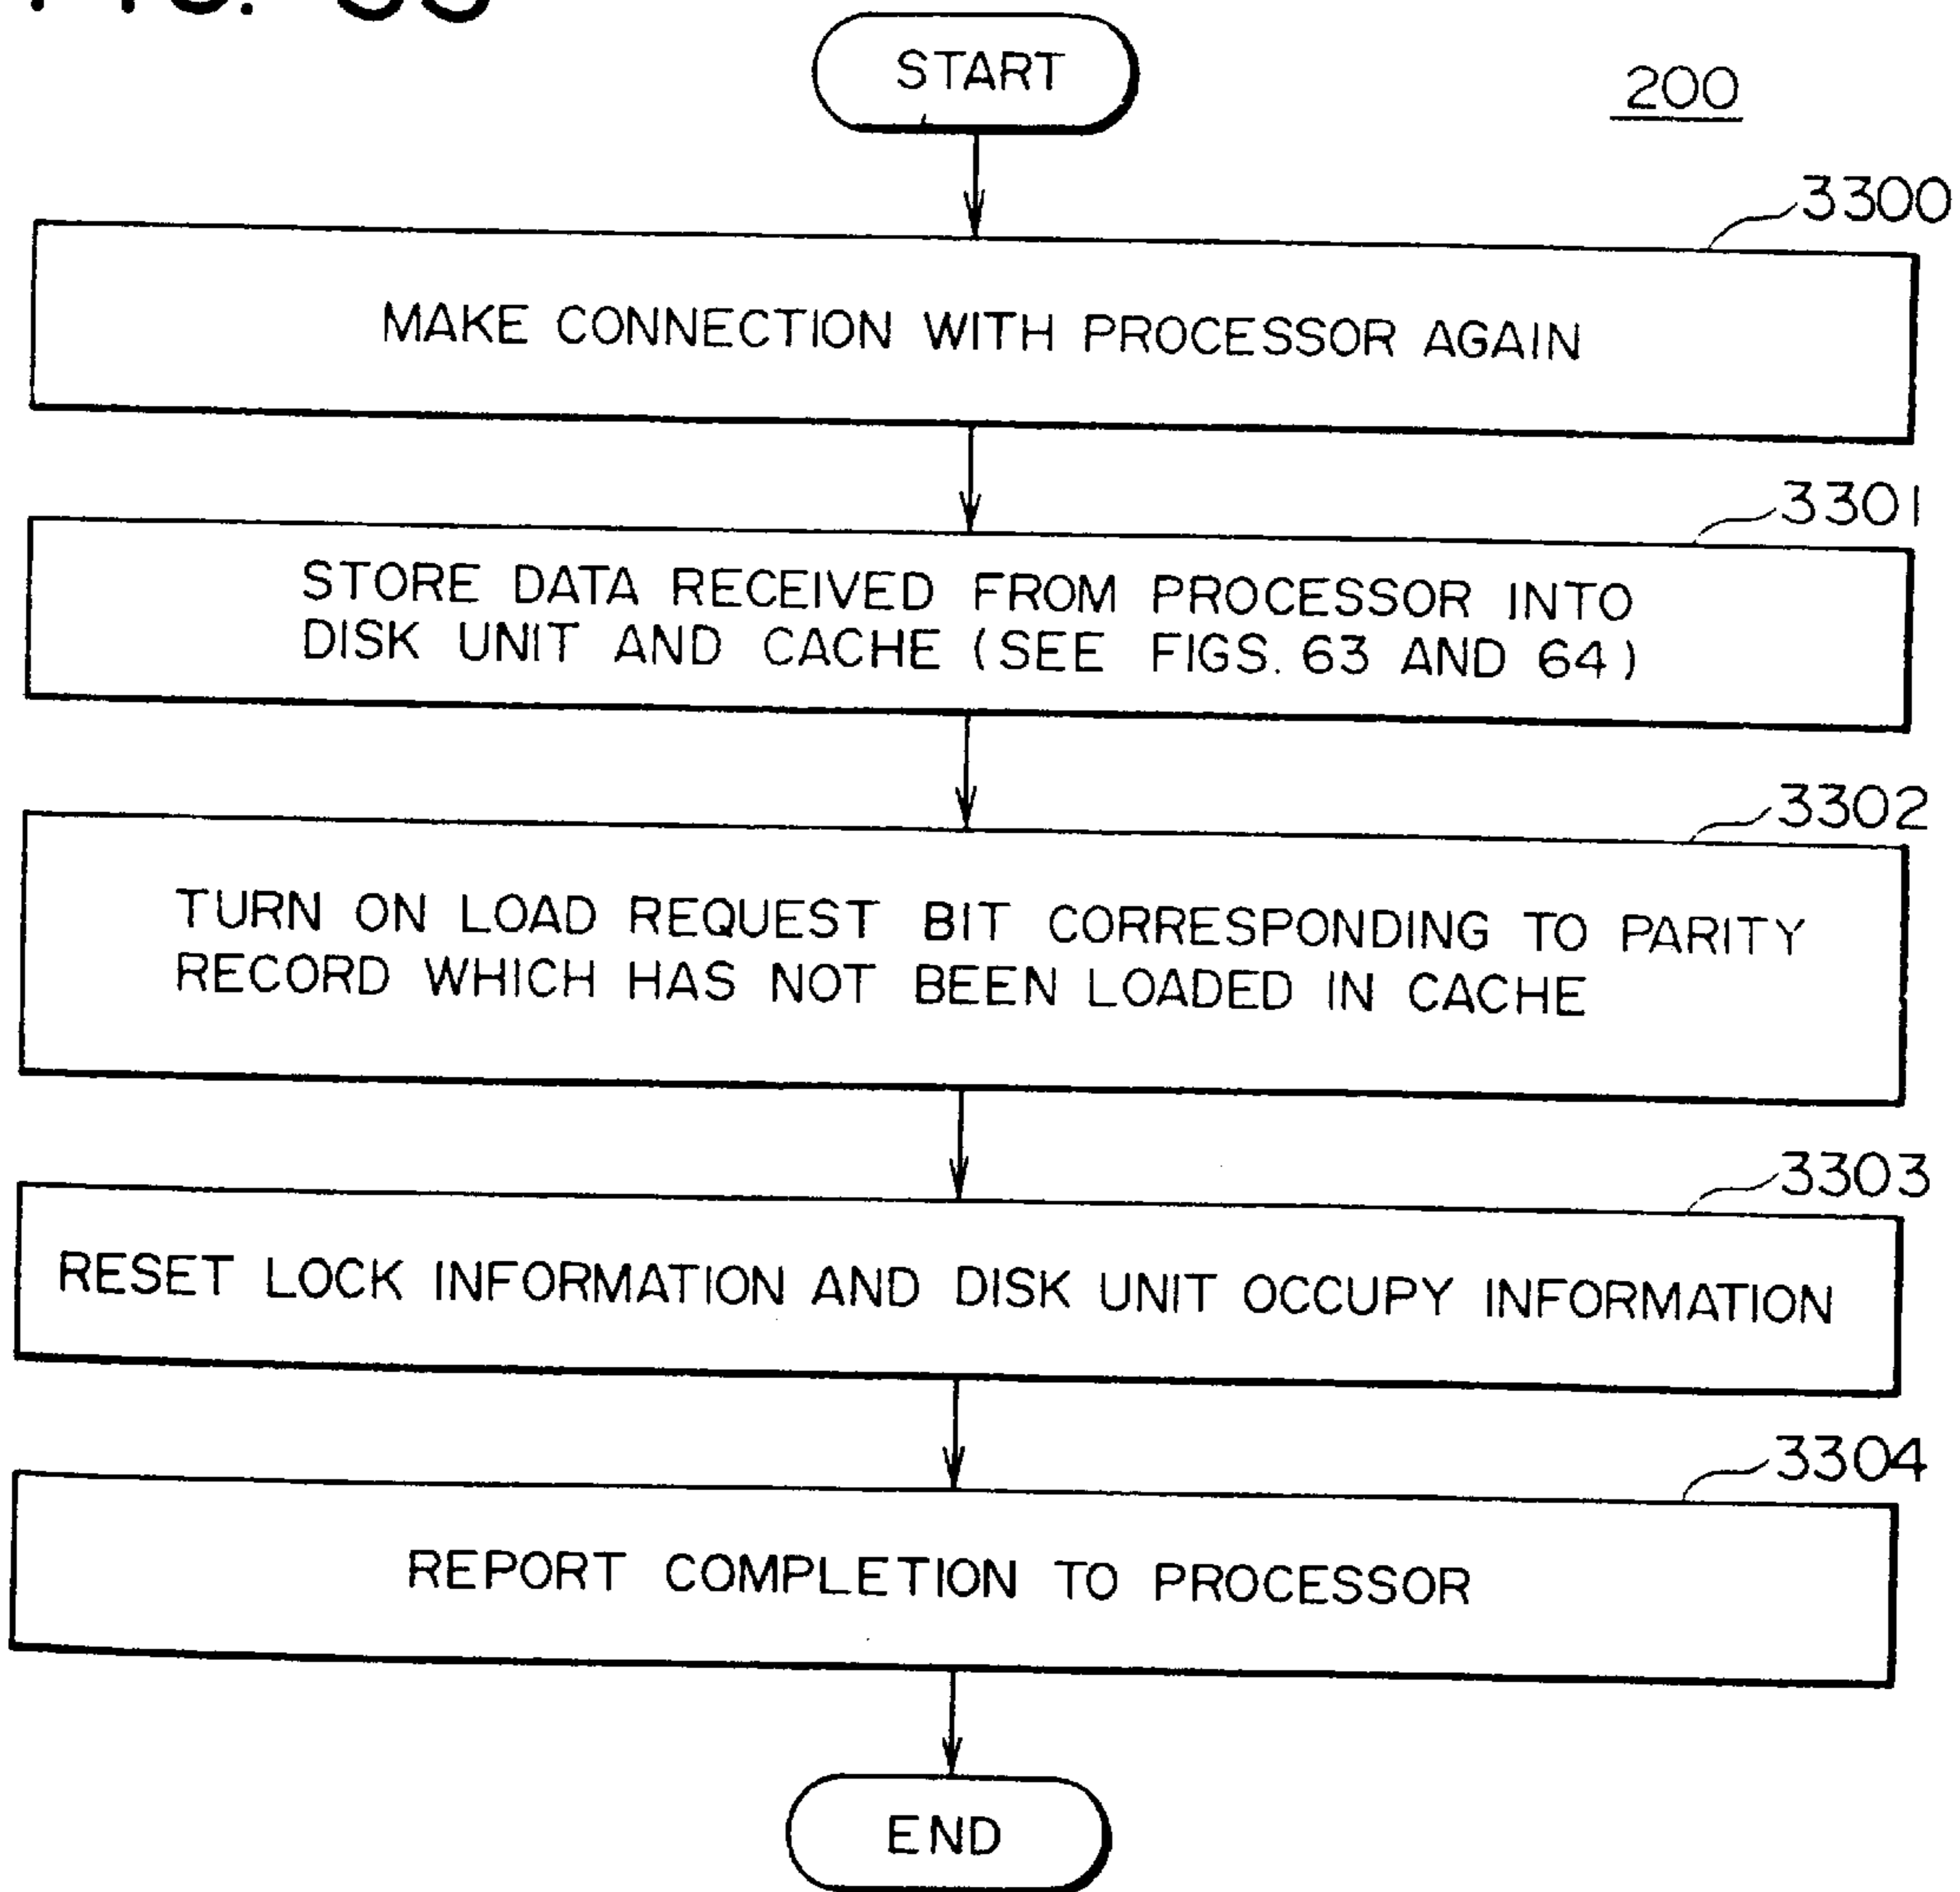 START
200
3300
MAKE CONNECTION WITH PROCESSOR AGAIN
3301
STORE DATA RECEIVED FROM PROCESSOR INTO
DISK UNIT AND CACHE (SEE FIGS. 63 AND 64)
3302
TURN ON LOAD REQUEST BIT CORRESPONDING TO PARITY
RECORD WHICH HAS NOT BEEN LOADED IN CACHE
3303
RESET LOCK INFORMATION AND DISK UNIT OCCUPY INFORMATION
3304
REPORT COMPLETION TO PROCESSOR
END